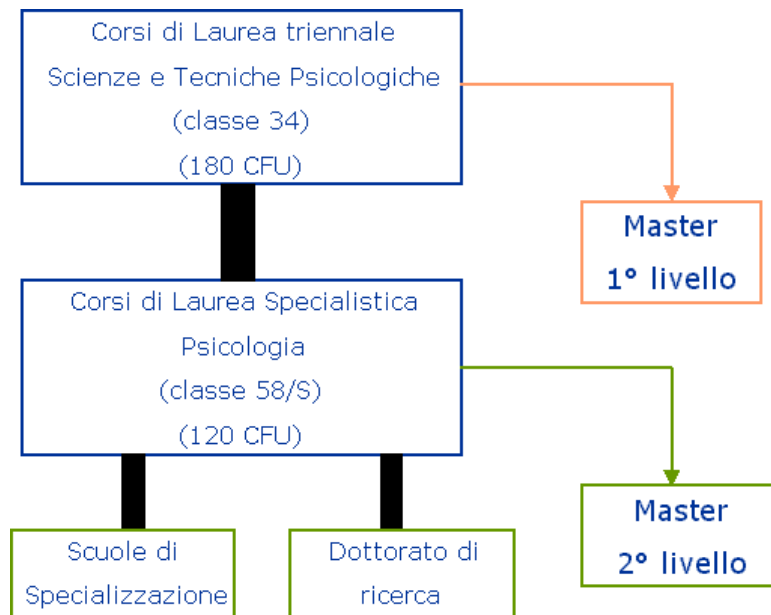 Corsi di Laurea triennale
Scienze e Tecniche Psicologiche
(classe 34)
(180 CFU)
Master
1° livello
Corsi di Laurea Specialistica
Psicologia
(classe 58/S)
(120 CFU)
Master
2° livello
Scuole di
Specializzazione
Dottorato di
ricerca